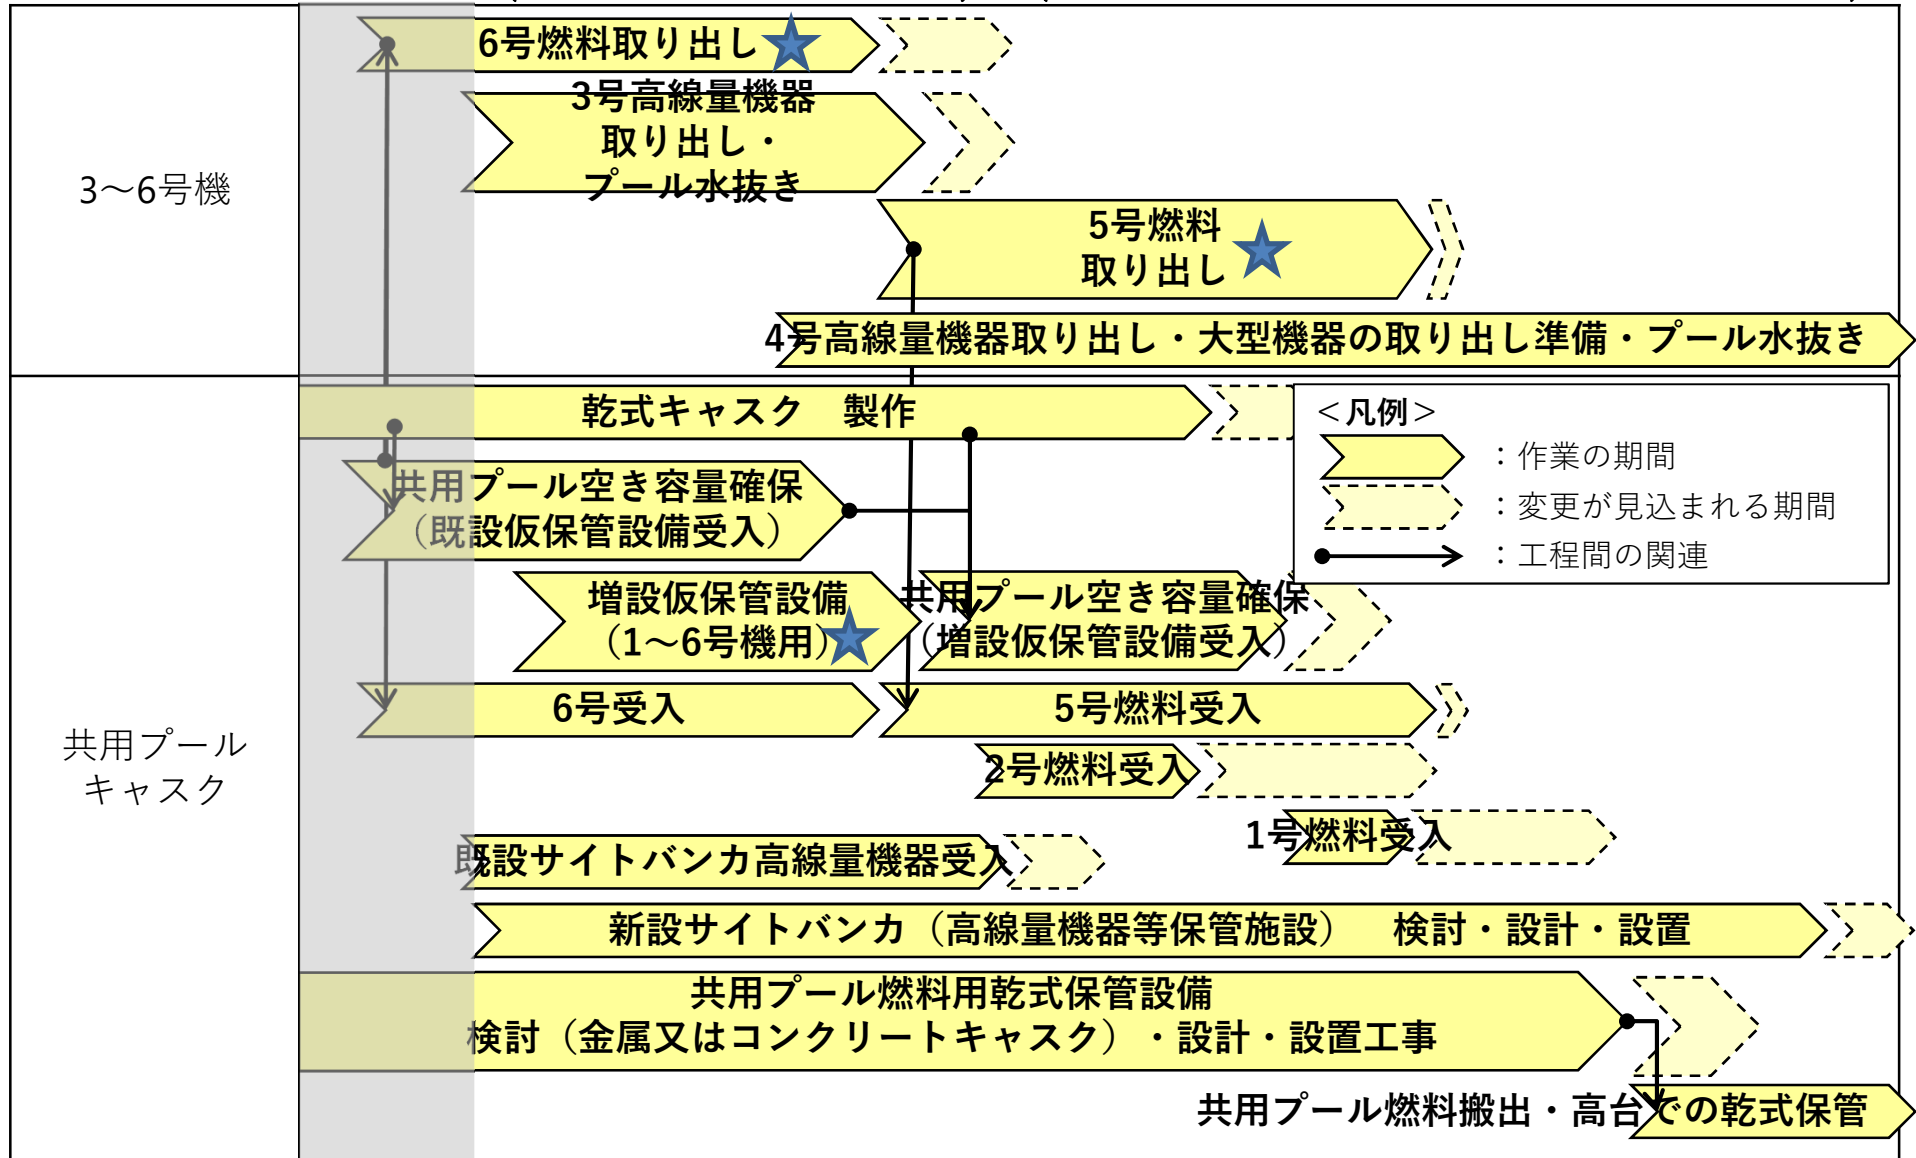 6号燃料取り出し
3号高線量機器
取り出し・
プール水抜き
3～6号機
5号燃料
取り出し
4号高線量機器取り出し・大型機器の取り出し準備・プール水抜き
乾式キャスク　製作
＜凡例＞
：作業の期間
：変更が見込まれる期間
：工程間の関連
共用プール空き容量確保
（既設仮保管設備受入）
増設仮保管設備
（1～6号機用）
共用プール空き容量確保
（増設仮保管設備受入）
6号受入
5号燃料受入
共用プール
キャスク
2号燃料受入
1号燃料受入
既設サイトバンカ高線量機器受入
新設サイトバンカ（高線量機器等保管施設）　検討・設計・設置
共用プール燃料用乾式保管設備
検討（金属又はコンクリートキャスク）・設計・設置工事
共用プール燃料搬出・高台での乾式保管